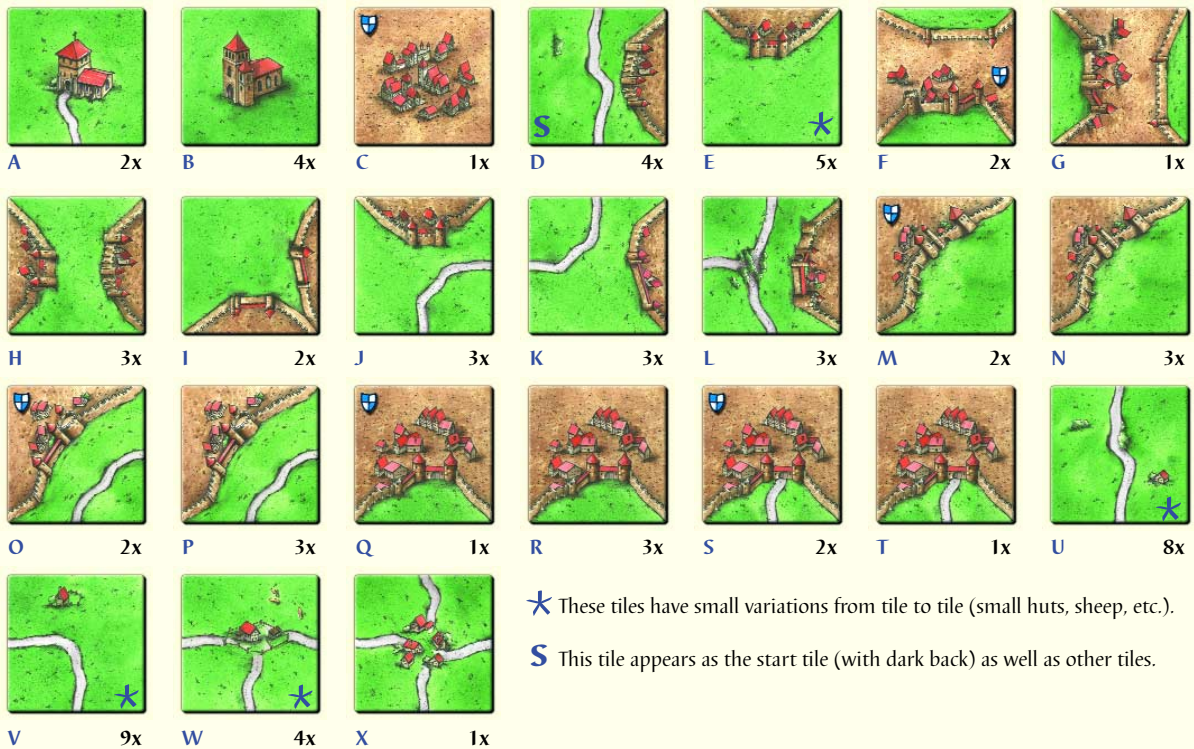 S
A 2x B 4x C 1x D 4x E 5x F 2x G 1x
H 3x I 2x J 3x K 3x L 3x M 2x N 3x
O 2x P 3x Q 1x R 3x S 2x T 1x U 8x
These tiles have small variations from tile to tile (small huts, sheep, etc.).
S This tile appears as the start tile (with dark back) as well as other tiles.
V 9x W 4x X 1x